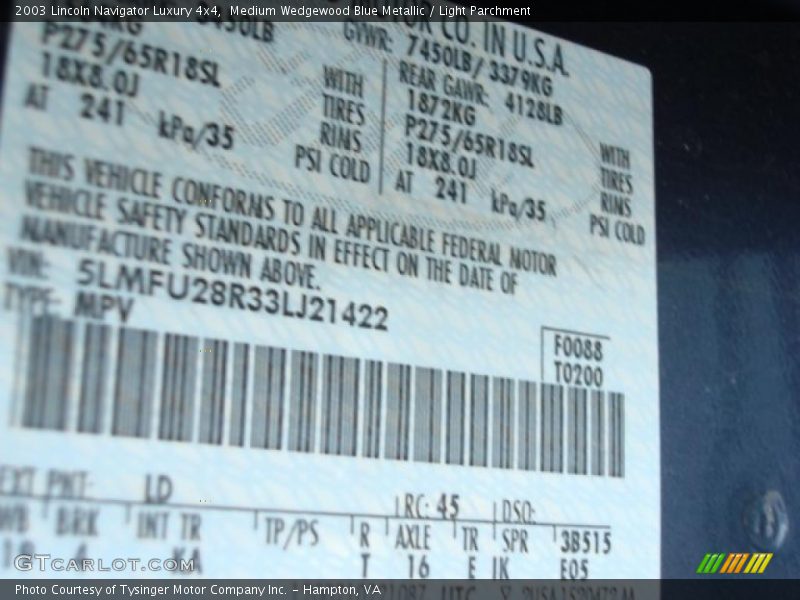 2003 Lincoln Navigator Luxury 4x4, Medium Wedgewood Blue Metallic / Light Parchment
CO. IN U.S.A.
GVWR: 7450LB/ 3379KG
P275/65R18SL WITH
18X8.0J TIRES
RIMS
AT 241 kPa/35 PSI COLD
REAR GAWR: 4128LB
1872KG WITH
P275/65R18SL TIRES
18X8.0J RIMS
AT 241 kPa/35 PSI COLD
THIS VEHICLE CONFORMS TO ALL APPLICABLE FEDERAL MOTOR
VEHICLE SAFETY STANDARDS IN EFFECT ON THE DATE OF
MANUFACTURE SHOWN ABOVE.
VIN: 5LMFU28R33LJ21422
TYPE: MPV
F0088
T0200
EXT PNT: LD RC: 45 DSO:
WB BRK INT TR TP/PS R AXLE TR SPR 3B515
KA T 16 E IK E05
GTCarLot.com
Photo Courtesy of Tysinger Motor Company Inc. - Hampton, VA